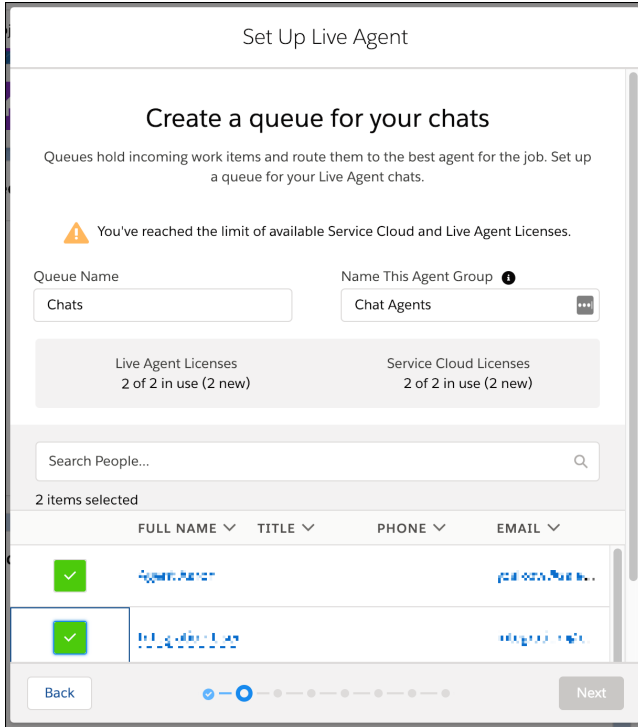 Set Up Live Agent
Create a queue for your chats
Queues hold incoming work items and route them to the best agent for the job. Set up
a queue for your Live Agent chats.
You've reached the limit of available Service Cloud and Live Agent Licenses.
Queue Name
Name This Agent Group
Chats
Chat Agents
Live Agent Licenses
Service Cloud Licenses
2 of 2 in use (2 new)
2 of 2 in use (2 new)
Search People...
2 items selected
FULL NAME
TITLE
PHONE
EMAIL
Back
Next